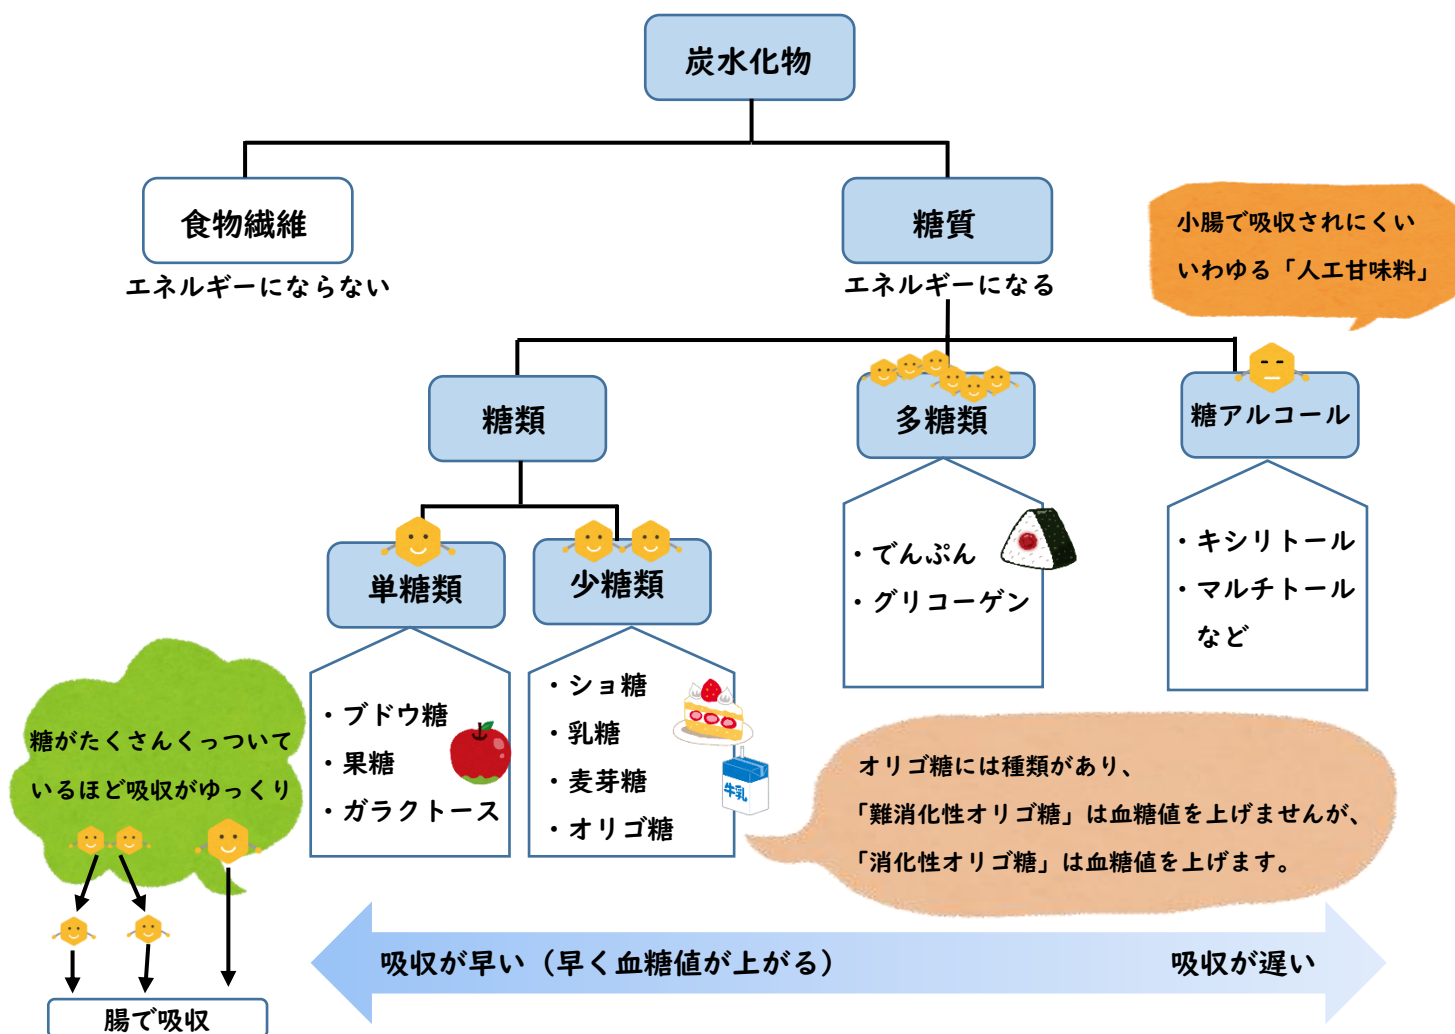 炭水化物
食物繊維
エネルギーにならない
糖質
エネルギーになる
小腸で吸収されにくい
いわゆる「人工甘味料」
糖類
多糖類
糖アルコール
・でんぷん
・グリコーゲン
・キシリトール
・マルチトール
など
単糖類
少糖類
・ブドウ糖
・果糖
・ガラクトース
・ショ糖
・乳糖
・麦芽糖
・オリゴ糖
牛乳
糖がたくさんくっついて
いるほど吸収がゆっくり
オリゴ糖には種類があり、
「難消化性オリゴ糖」は血糖値を上げませんが、
「消化性オリゴ糖」は血糖値を上げます。
吸収が早い（早く血糖値が上がる）
吸収が遅い
腸で吸収